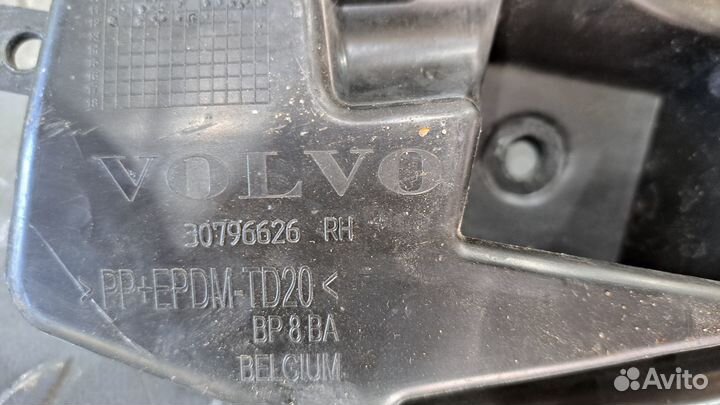 VOLVO
30796626 RH
>PP+EPDM-TD20<
BP 8 BA
BELGIUM
Avito